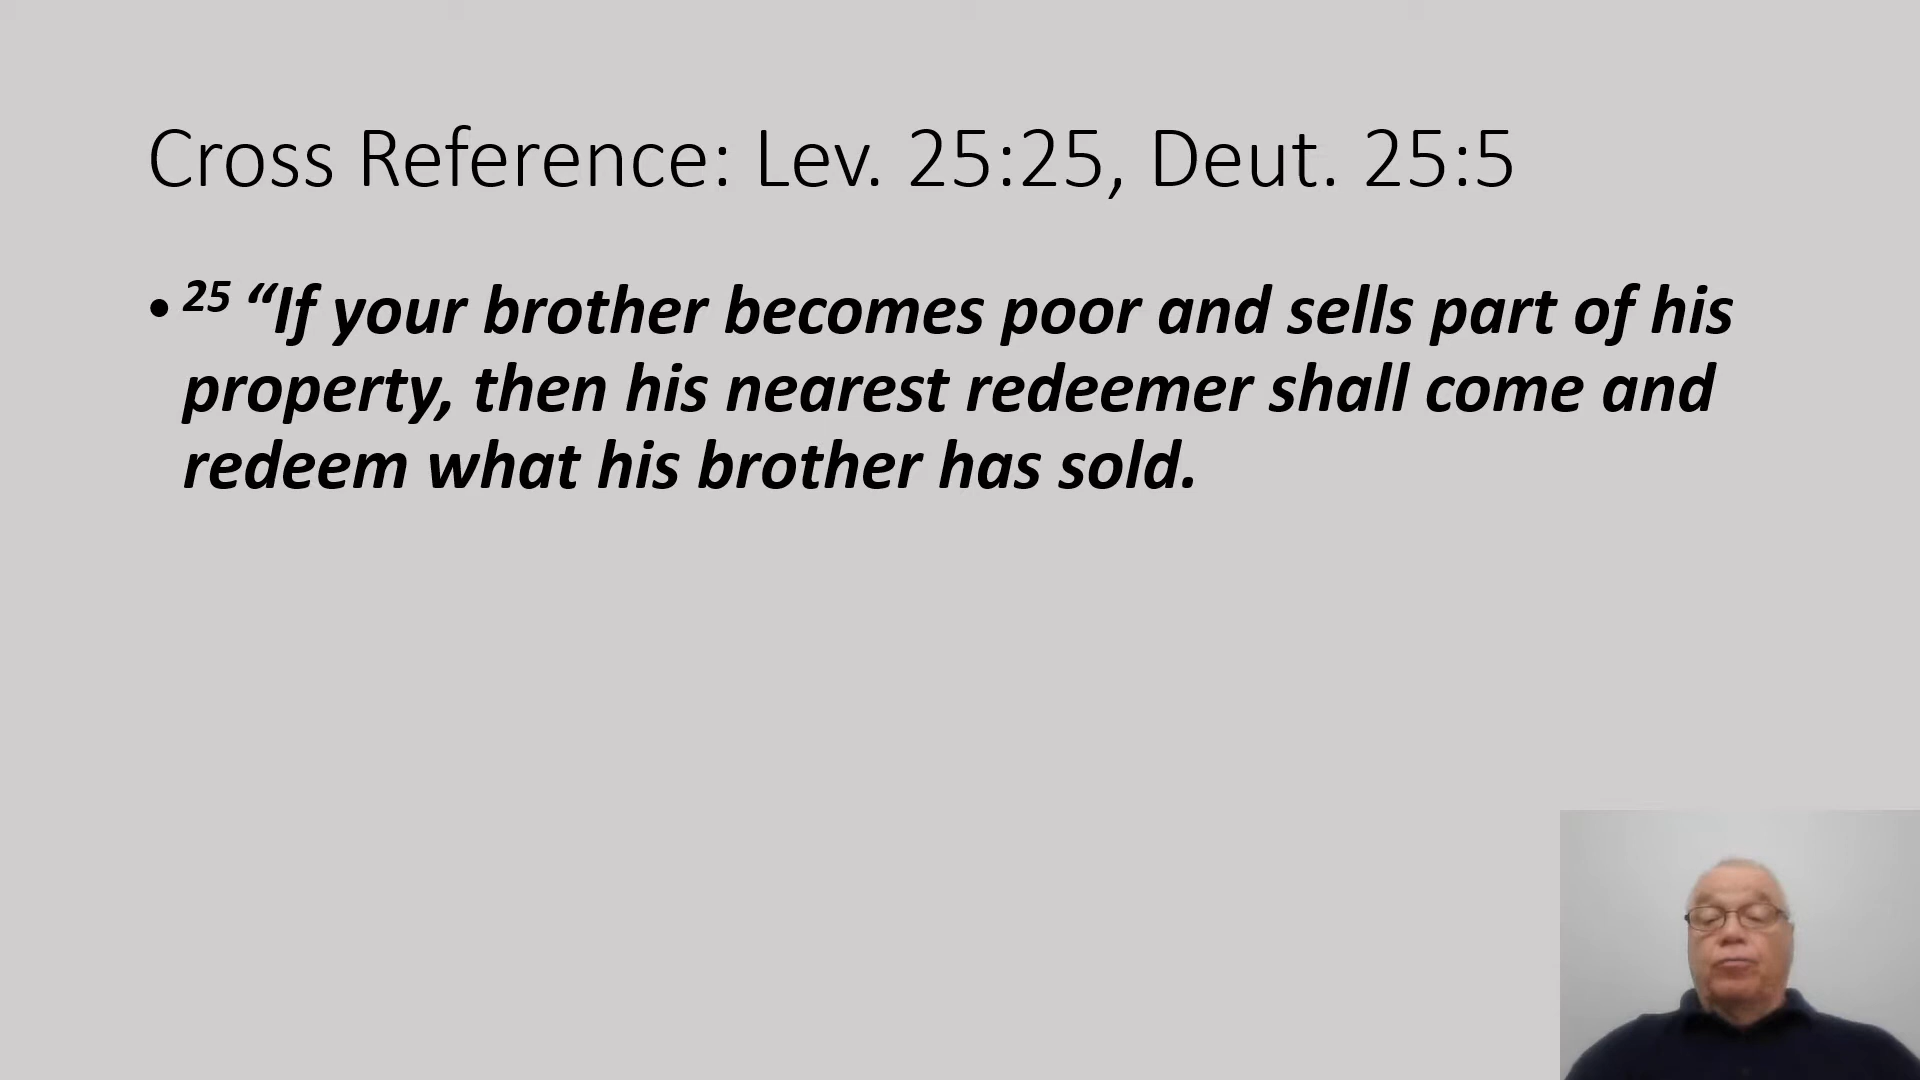 Cross Reference: Lev. 25:25, Deut. 25:5
• 25 “If your brother becomes poor and sells part of his
property, then his nearest redeemer shall come and
redeem what his brother has sold.